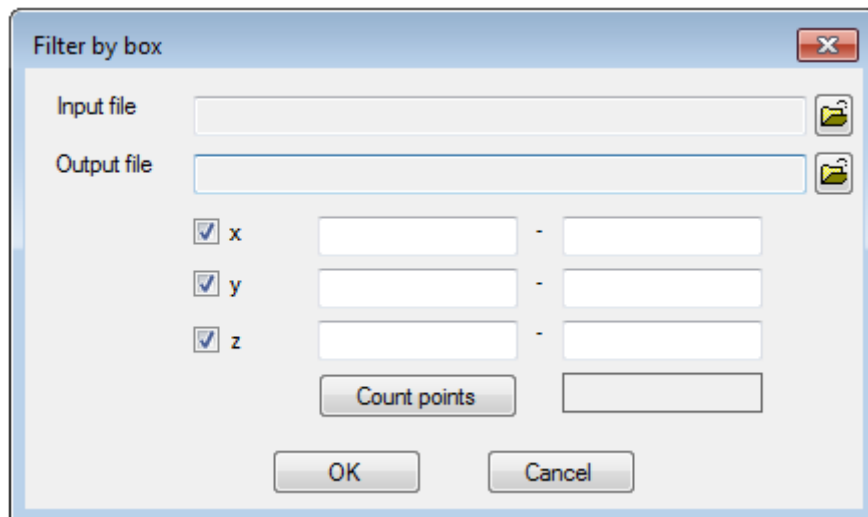 Filter by box
Input file
Output file
x -
y -
z -
Count points
OK Cancel